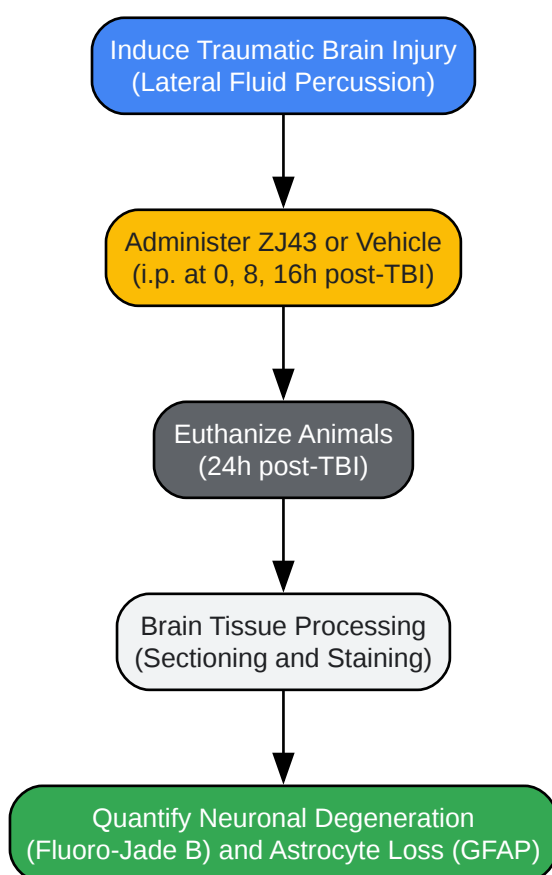 Induce Traumatic Brain Injury
(Lateral Fluid Percussion)
Administer ZJ43 or Vehicle
(i.p. at 0, 8, 16h post-TBI)
Euthanize Animals
(24h post-TBI)
Brain Tissue Processing
(Sectioning and Staining)
Quantify Neuronal Degeneration
(Fluoro-Jade B) and Astrocyte Loss (GFAP)